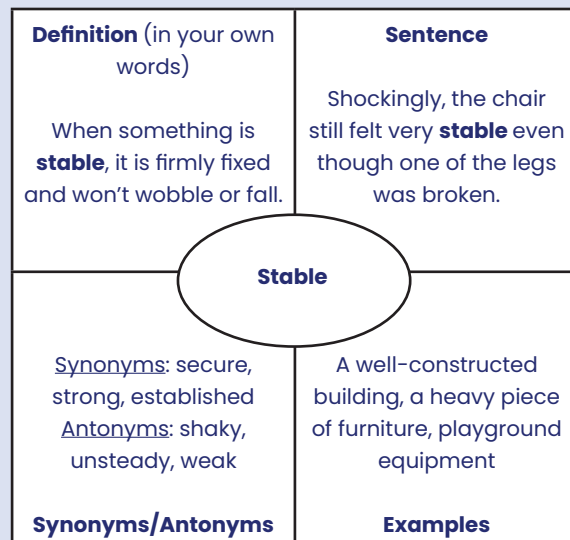 Definition (in your own
words)
When something is
stable, it is firmly fixed
and won't wobble or fall.
Sentence
Shockingly, the chair
still felt very stable even
though one of the legs
was broken.
Stable
Synonyms: secure,
strong, established
Antonyms: shaky,
unsteady, weak
Synonyms/Antonyms
A well-constructed
building, a heavy piece
of furniture, playground
equipment
Examples